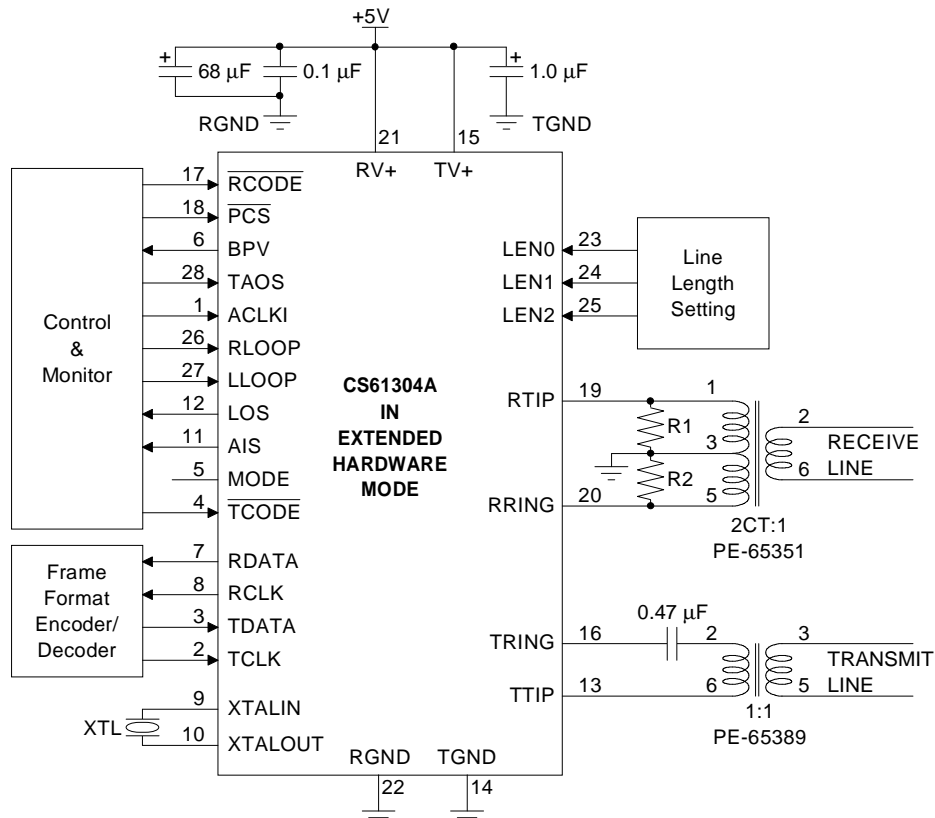 +5V
+
68 μF
0.1 μF
+
1.0 μF
RGND
TGND
21
15
RV+
TV+
Control
&
Monitor
17
RCODE
18
PCS
6
BPV
28
TAOS
1
ACLKI
26
RLOOP
27
LLOOP
12
LOS
11
AIS
5
MODE
4
TCODE
Frame
Format
Encoder/
Decoder
7
RDATA
8
RCLK
3
TDATA
2
TCLK
XTL
9
XTALIN
10
XTALOUT
CS61304A
IN
EXTENDED
HARDWARE
MODE
LEN0
23
LEN1
24
LEN2
25
Line
Length
Setting
RTIP
19
RRING
20
R1
R2
1
3
5
2
6
RECEIVE
LINE
2CT:1
PE-65351
TRING
16
0.47 μF
TTIP
13
2
6
3
5
TRANSMIT
LINE
1:1
PE-65389
RGND
TGND
22
14